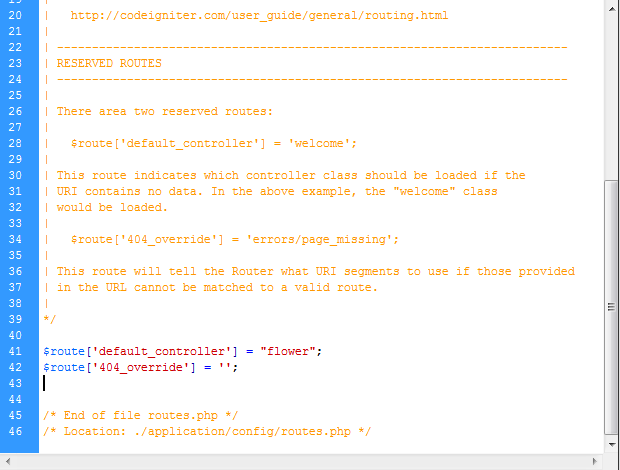 20 |   http://codeigniter.com/user_guide/general/routing.html
21 |
22 | -------------------------------------------------------------------------
23 | RESERVED ROUTES
24 | -------------------------------------------------------------------------
25 |
26 | There area two reserved routes:
27 |
28 |   $route['default_controller'] = 'welcome';
29 |
30 | This route indicates which controller class should be loaded if the
31 | URI contains no data. In the above example, the "welcome" class
32 | would be loaded.
33 |
34 |   $route['404_override'] = 'errors/page_missing';
35 |
36 | This route will tell the Router what URI segments to use if those provided
37 | in the URL cannot be matched to a valid route.
38 |
39 */
40
41 $route['default_controller'] = "flower";
42 $route['404_override'] = '';
43
44
45 /* End of file routes.php */
46 /* Location: ./application/config/routes.php */